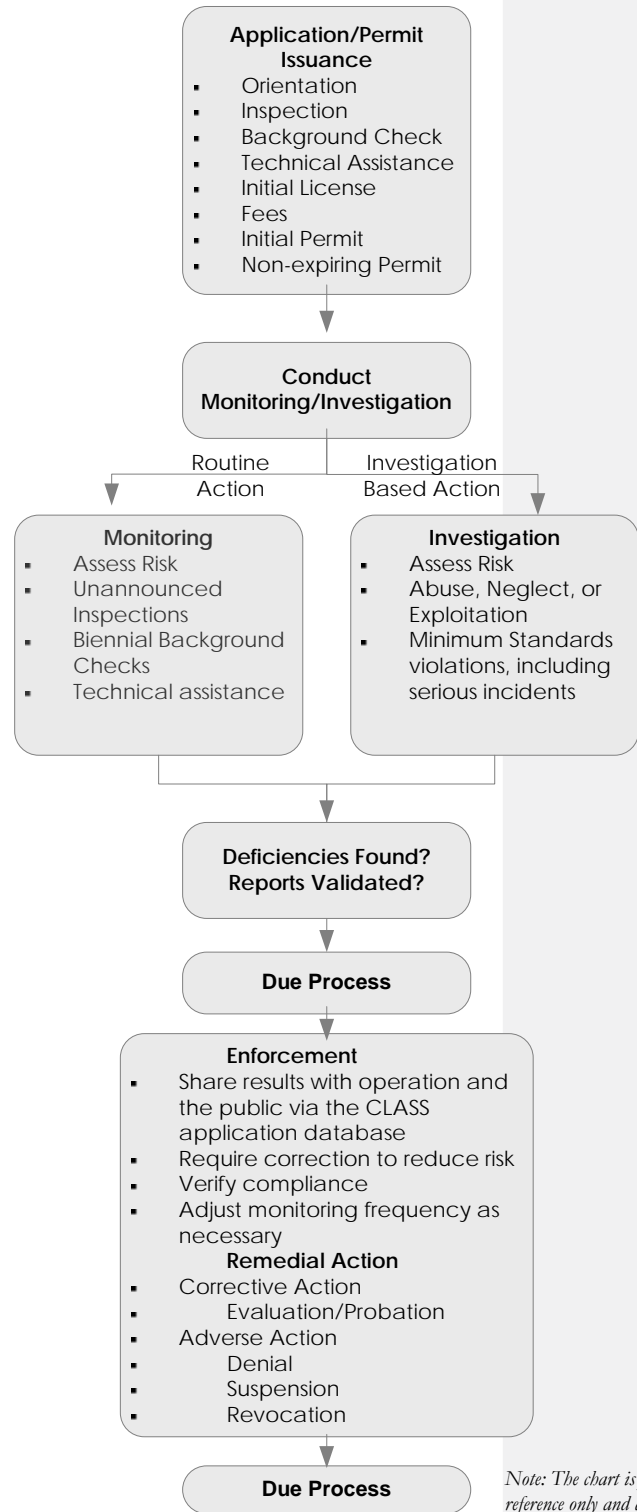 Application/Permit
Issuance
▪ Orientation
▪ Inspection
▪ Background Check
▪ Technical Assistance
▪ Initial License
▪ Fees
▪ Initial Permit
▪ Non-expiring Permit
Conduct
Monitoring/Investigation
Routine
Action
Investigation
Based Action
Monitoring
▪ Assess Risk
▪ Unannounced
Inspections
▪ Biennial Background
Checks
▪ Technical assistance
Investigation
▪ Assess Risk
▪ Abuse, Neglect, or
Exploitation
▪ Minimum Standards
violations, including
serious incidents
Deficiencies Found?
Reports Validated?
Due Process
Enforcement
▪ Share results with operation and
the public via the CLASS
application database
▪ Require correction to reduce risk
▪ Verify compliance
▪ Adjust monitoring frequency as
necessary
Remedial Action
▪ Corrective Action
▪ Evaluation/Probation
▪ Adverse Action
▪ Denial
▪ Suspension
▪ Revocation
Due Process
Note: The chart is
reference only and